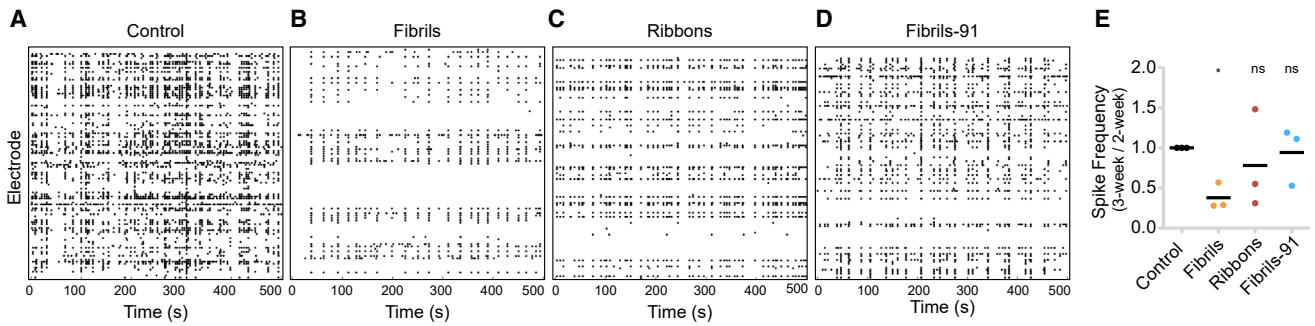 A
Control
Electrode
0 100 200 300 400 500
Time (s)
B
Fibrils
0 100 200 300 400 500
Time (s)
C
Ribbons
0 100 200 300 400 500
Time (s)
D
Fibrils-91
0 100 200 300 400 500
Time (s)
E
Spike Frequency
(3-week / 2-week)
2.0
1.5
1.0
0.5
0.0
* ns ns
Control
Fibrils
Ribbons
Fibrils-91